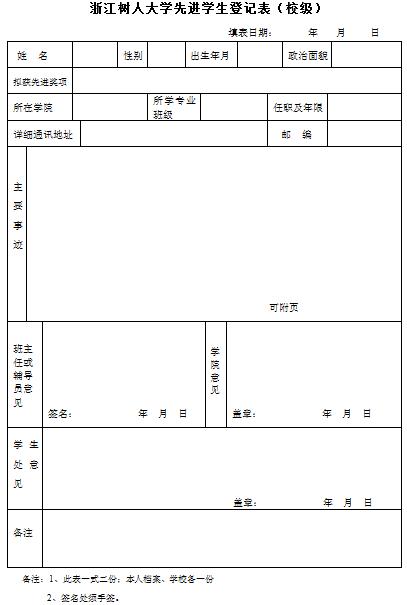 浙江树人大学先进学生登记表（校级）
填表日期： 年 月 日
姓 名 性别 出生年月 政治面貌
拟获先进奖项
所在学院 所学专业班级 任职及年限
详细通讯地址 邮 编
主要事迹
可附页
班主任或辅导员意见
签名： 年 月 日
学院意见
盖章： 年 月 日
学生处意见
盖章： 年 月 日
备注
备注：1、此表一式二份；本人档案、学校各一份
2、签名处须手签。